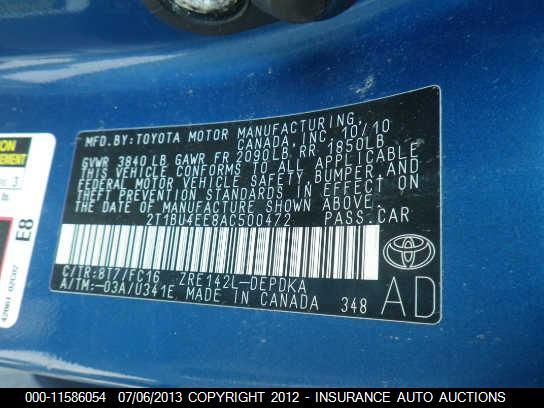 MFD.BY:TOYOTA MOTOR MANUFACTURING,
CANADA,INC. 10/10
GVWR 3840 LB GAWR FR 2090LB RR 1850LB
THIS VEHICLE CONFORMS TO ALL APPLICABLE
FEDERAL MOTOR VEHICLE SAFETY, BUMPER, AND
THEFT PREVENTION STANDARDS IN EFFECT ON
THE DATE OF MANUFACTURE SHOWN ABOVE.
2T1BU4EE8AC500472 PASS.CAR
C/TR:8T7/FC16 ZRE142L-DEPDKA
A/TM:-03A/U341E MADE IN CANADA 348
AD
E8
000-11586054 07/06/2013 COPYRIGHT 2012 - INSURANCE AUTO AUCTIONS